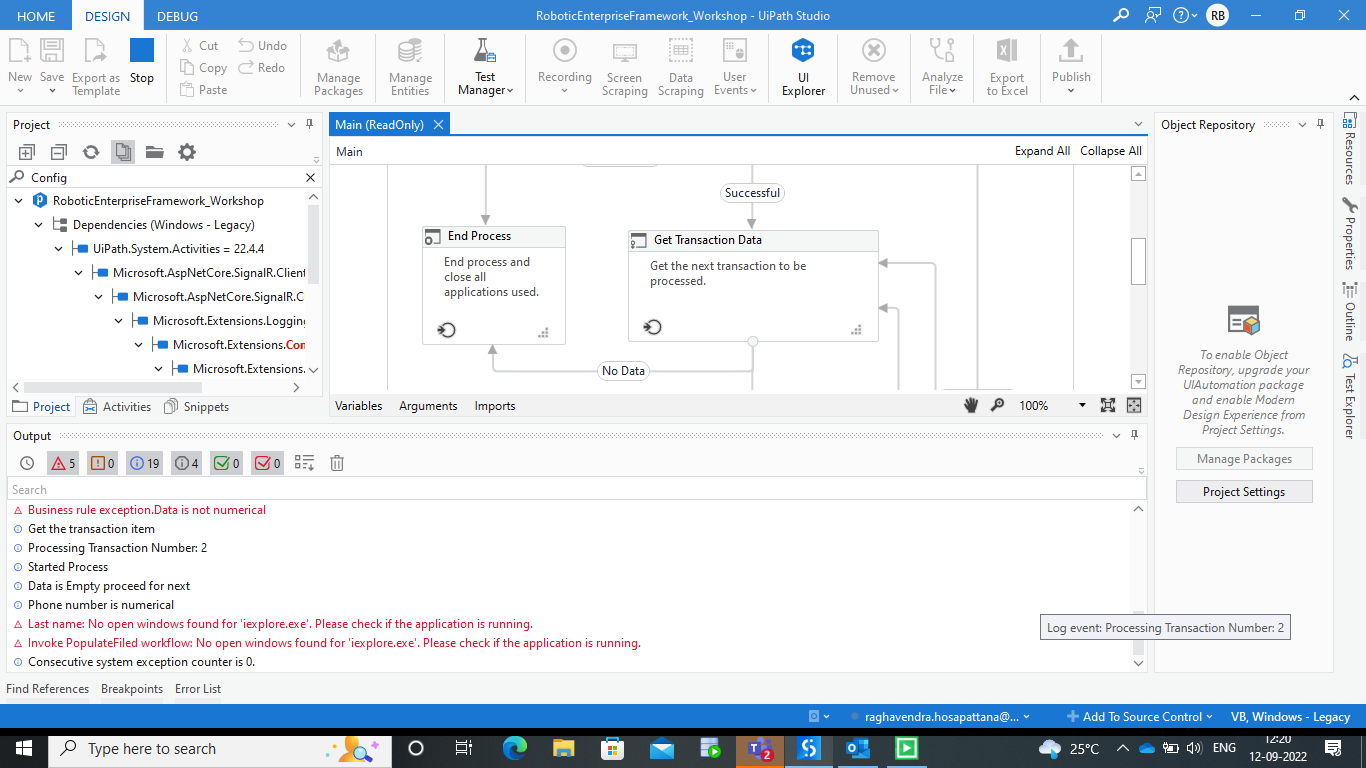 HOME DESIGN DEBUG RoboticEnterpriseFramework_Workshop - UiPath Studio RB
New Save Export as Template Stop
Cut Undo
Copy Redo
Paste
Manage Packages Manage Entities Test Manager Recording Screen Scraping Data Scraping User Events UI Explorer Remove Unused Analyze File Export to Excel Publish
Project
Config
RoboticEnterpriseFramework_Workshop
Dependencies (Windows - Legacy)
UiPath.System.Activities = 22.4.4
Microsoft.AspNetCore.SignalR.Client
Microsoft.AspNetCore.SignalR.C
Microsoft.Extensions.Logging
Microsoft.Extensions.Con
Microsoft.Extensions.
Project Activities Snippets
Main (ReadOnly)
Main Expand All Collapse All
Successful
End Process
End process and
close all
applications used.
Get Transaction Data
Get the next transaction to be
processed.
No Data
Variables Arguments Imports 100%
Object Repository
To enable Object
Repository, upgrade your
UIAutomation package
and enable Modern
Design Experience from
Project Settings.
Manage Packages
Project Settings
Resources
Properties
Outline
Test Explorer
Output
5 0 19 4 0 0
Search
Business rule exception.Data is not numerical
Get the transaction item
Processing Transaction Number: 2
Started Process
Data is Empty proceed for next
Phone number is numerical
Last name: No open windows found for 'iexplore.exe'. Please check if the application is running.
Invoke PopulateFiled workflow: No open windows found for 'iexplore.exe'. Please check if the application is running.
Consecutive system exception counter is 0.
Log event: Processing Transaction Number: 2
Find References Breakpoints Error List
raghavendra.hosapattana@... Add To Source Control VB, Windows - Legacy
Type here to search 2 25°C ENG 12:20
12-09-2022